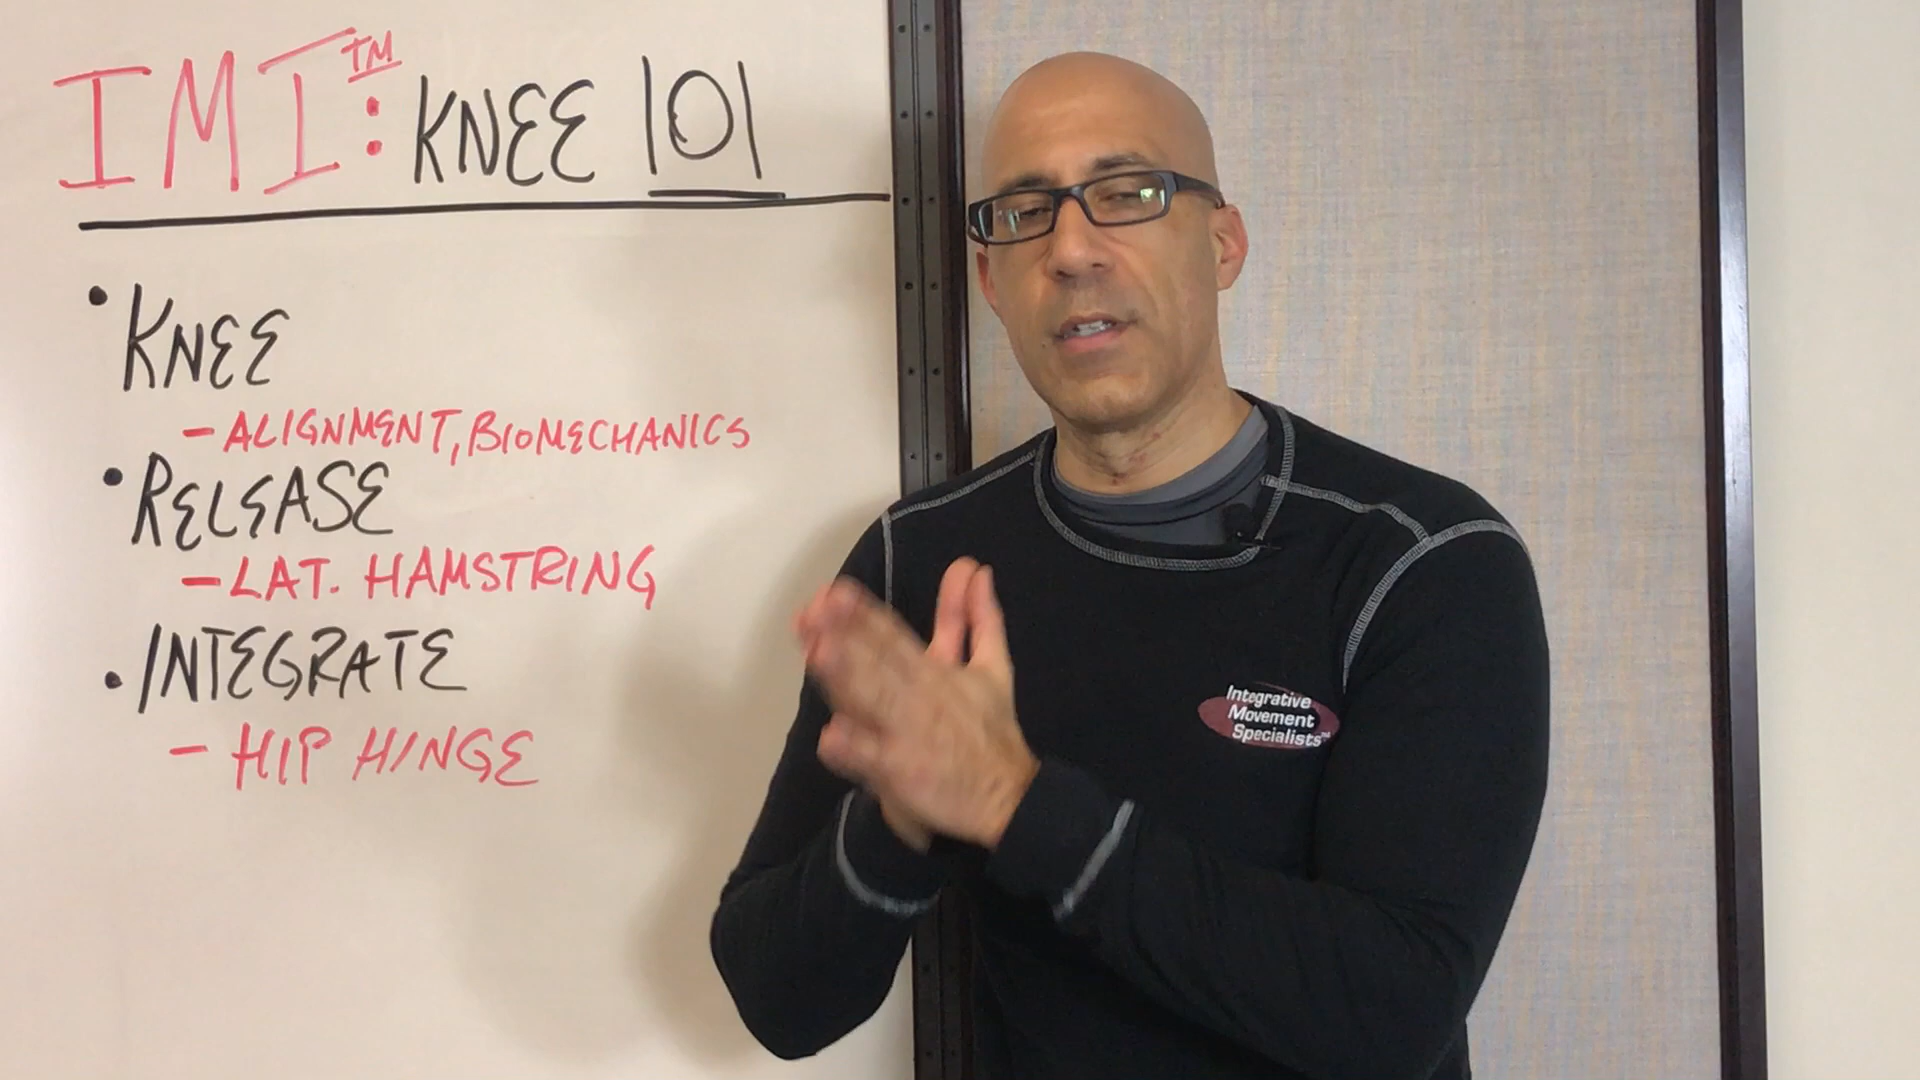 IMI™: KNEE 101
• KNEE
- ALIGNMENT, BIOMECHANICS
• RELEASE
- LAT. HAMSTRING
• INTEGRATE
- HIP HINGE
Integrative
Movement
Specialists™